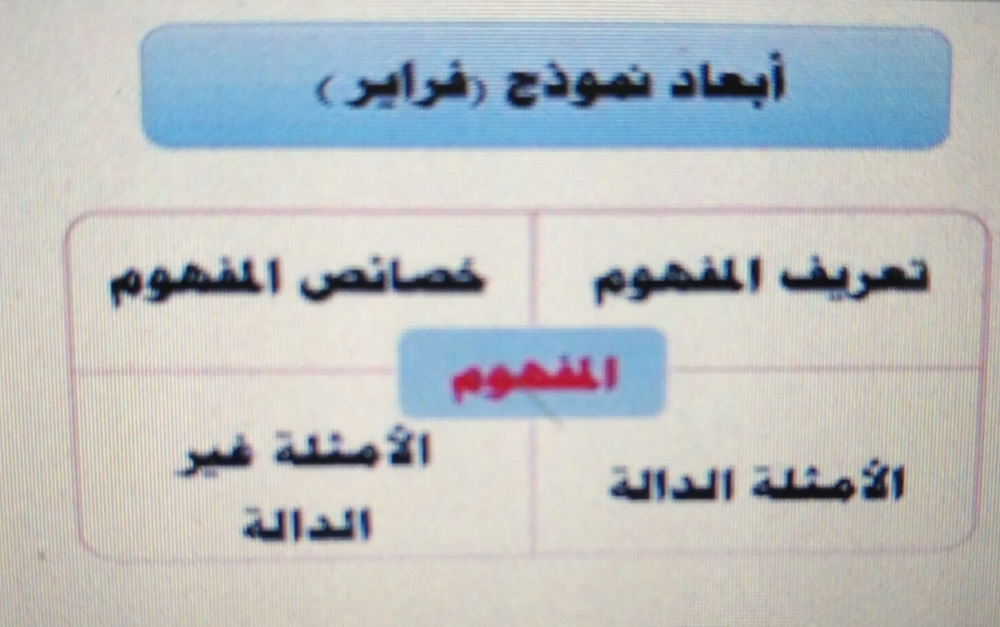 أبعاد نموذج (فراير)
تعريف المفهوم
خصائص المفهوم
المفهوم
الأمثلة الدالة
الأمثلة غير
الدالة